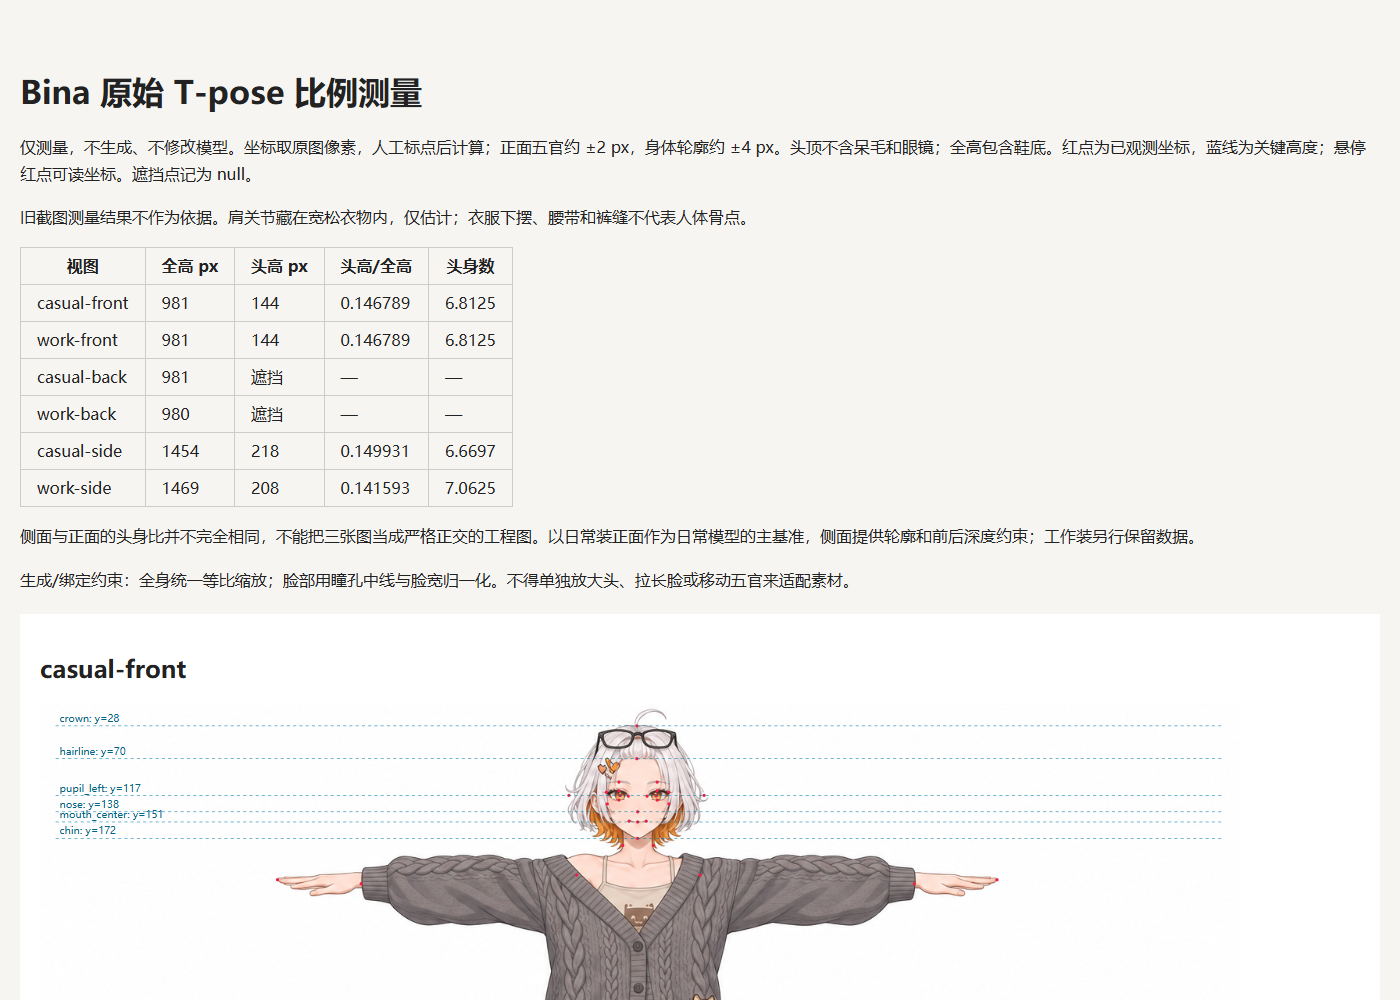 Bina 原始 T-pose 比例测量
仅测量，不生成、不修改模型。坐标取原图像素，人工标点后计算；正面五官约 ±2 px，身体轮廓约 ±4 px。头顶不含呆毛和眼镜；全高包含鞋底。红点为已观测坐标，蓝线为关键高度；悬停
红点可读坐标。遮挡点记为 null。
旧截图测量结果不作为依据。肩关节藏在宽松衣物内，仅估计；衣服下摆、腰带和裤缝不代表人体骨点。
视图 全高 px 头高 px 头高/全高 头身数
casual-front 981 144 0.146789 6.8125
work-front 981 144 0.146789 6.8125
casual-back 981 遮挡 — —
work-back 980 遮挡 — —
casual-side 1454 218 0.149931 6.6697
work-side 1469 208 0.141593 7.0625
侧面与正面的头身比并不完全相同，不能把三张图当成严格正交的工程图。以日常装正面作为日常模型的主基准，侧面提供轮廓和前后深度约束；工作装另行保留数据。
生成/绑定约束：全身统一等比缩放；脸部用瞳孔中线与脸宽归一化。不得单独放大头、拉长脸或移动五官来适配素材。
casual-front
crown: y=28
hairline: y=70
pupil_left: y=117
nose: y=138
mouth_center: y=151
chin: y=172